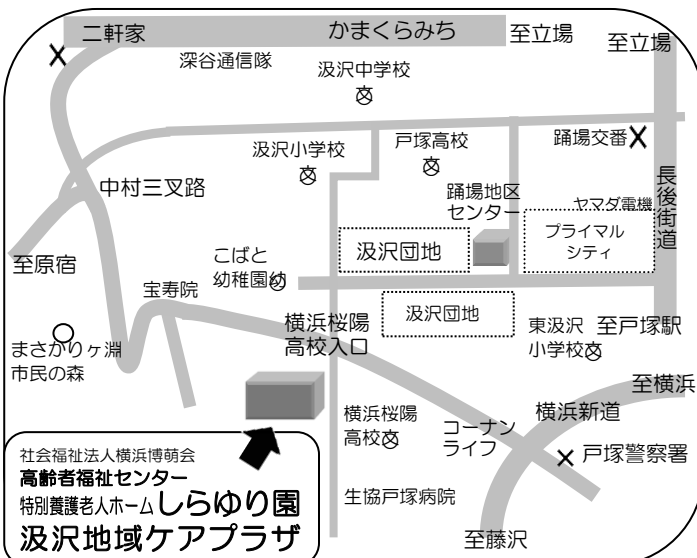 二軒家
かまくらみち
至立場
至立場
深谷通信隊
汲沢中学校
踊場交番
汲沢小学校
戸塚高校
長後街道
中村三叉路
踊場地区
センター
ヤマダ電機
プライマル
シティ
汲沢団地
至原宿
こばと
幼稚園幼
宝寿院
汲沢団地
横浜桜陽
高校入口
東汲沢
小学校
至戸塚駅
まさかりヶ淵
市民の森
至横浜
横浜桜陽
高校
コーナン
ライフ
横浜新道
戸塚警察署
生協戸塚病院
至藤沢
社会福祉法人横浜博萌会
高齢者福祉センター
特別養護老人ホームしらゆり園
汲沢地域ケアプラザ